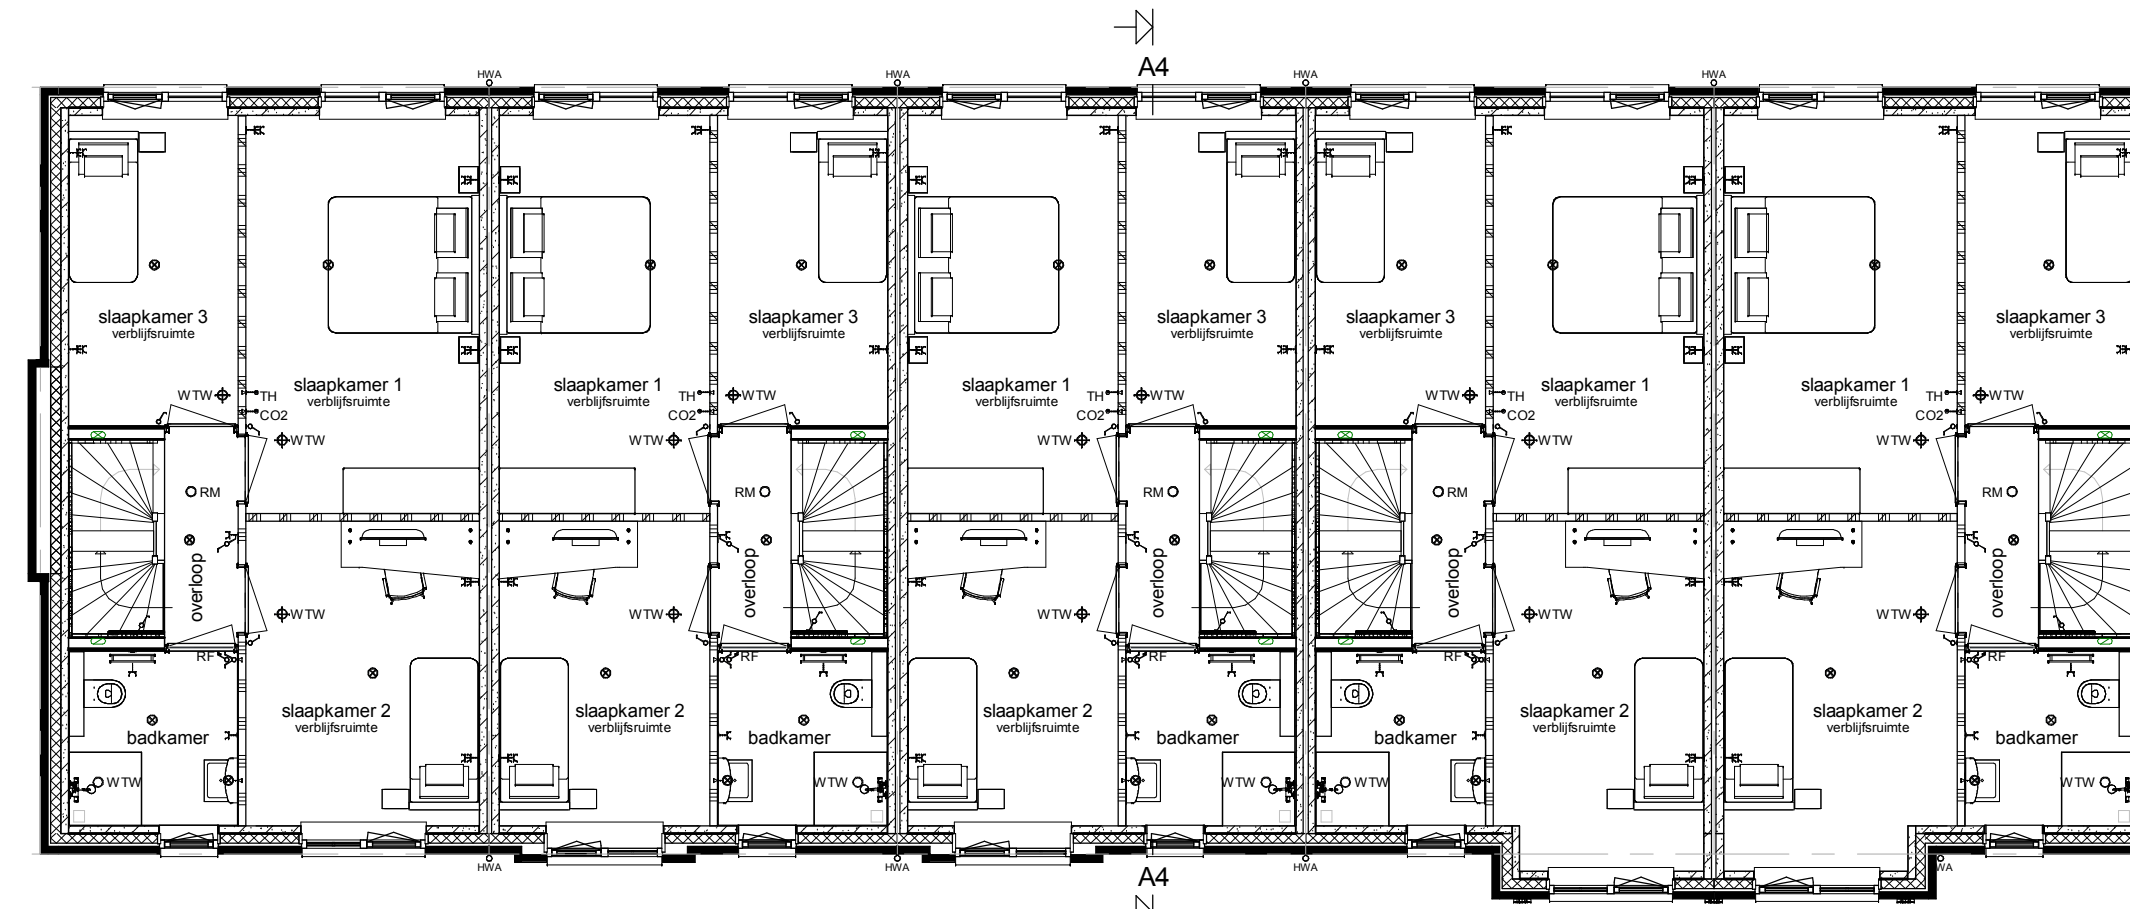 A4
HWA HWA HWA HWA
slaapkamer 3 slaapkamer 3 slaapkamer 3 slaapkamer 3 slaapkamer 3
verblijfsruimte verblijfsruimte verblijfsruimte verblijfsruimte verblijfsruimte
slaapkamer 1 slaapkamer 1 slaapkamer 1 slaapkamer 1 slaapkamer 1
WTW TH TH WTW TH WTW WTW TH TH WTW
verblijfsruimte verblijfsruimte verblijfsruimte verblijfsruimte verblijfsruimte
CO2 CO2 CO2 CO2 CO2
WTW WTW WTW WTW WTW
RM RM RM RM RM
overloop overloop overloop overloop overloop
WTW WTW WTW WTW WTW
RF RF RF RF RF
slaapkamer 2 slaapkamer 2 slaapkamer 2 slaapkamer 2 slaapkamer 2
verblijfsruimte verblijfsruimte verblijfsruimte verblijfsruimte verblijfsruimte
badkamer badkamer badkamer badkamer badkamer
WTW WTW WTW WTW WTW
HWA HWA HWA WA
A4